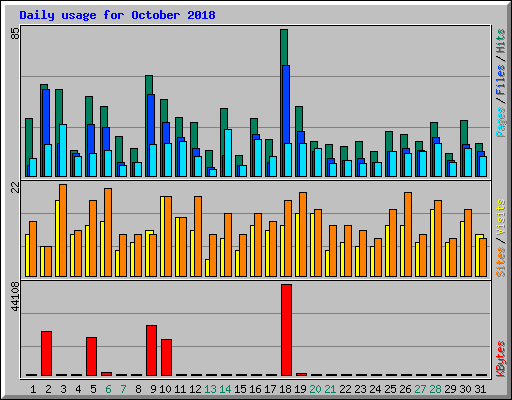 Daily usage for October 2018
85
Pages / Files / Hits
22
Sites / Visits
44108
KBytes
1 2 3 4 5 6 7 8 9 10 11 12 13 14 15 16 17 18 19 20 21 22 23 24 25 26 27 28 29 30 31